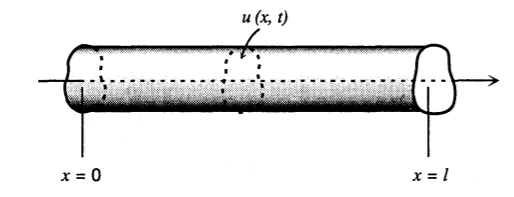 u (x, t)
x = 0
x = l